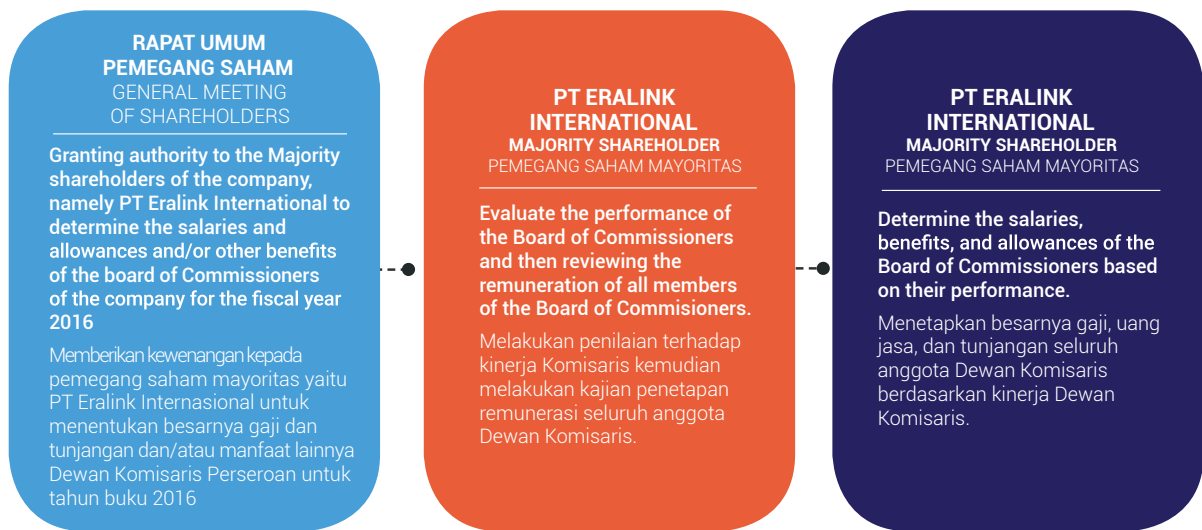 RAPAT UMUM
PEMEGANG SAHAM
GENERAL MEETING
OF SHAREHOLDERS
Granting authority to the Majority
shareholders of the company,
namely PT Eralink International to
determine the salaries and
allowances and/or other benefits
of the board of Commissioners
of the company for the fiscal year
2016
Memberikan kewenangan kepada
pemegang saham mayoritas yaitu
PT Eralink Internasional untuk
menentukan besarnya gaji dan
tunjangan dan/atau manfaat lainnya
Dewan Komisaris Perseroan untuk
tahun buku 2016
PT ERALINK
INTERNATIONAL
MAJORITY SHAREHOLDER
PEMEGANG SAHAM MAYORITAS
Evaluate the performance of
the Board of Commissioners
and then reviewing the
remuneration of all members
of the Board of Commisioners.
Melakukan penilaian terhadap
kinerja Komisaris kemudian
melakukan kajian penetapan
remunerasi seluruh anggota
Dewan Komisaris.
PT ERALINK
INTERNATIONAL
MAJORITY SHAREHOLDER
PEMEGANG SAHAM MAYORITAS
Determine the salaries,
benefits, and allowances of the
Board of Commissioners based
on their performance.
Menetapkan besarnya gaji, uang
jasa, dan tunjangan seluruh
anggota Dewan Komisaris
berdasarkan kinerja Dewan
Komisaris.